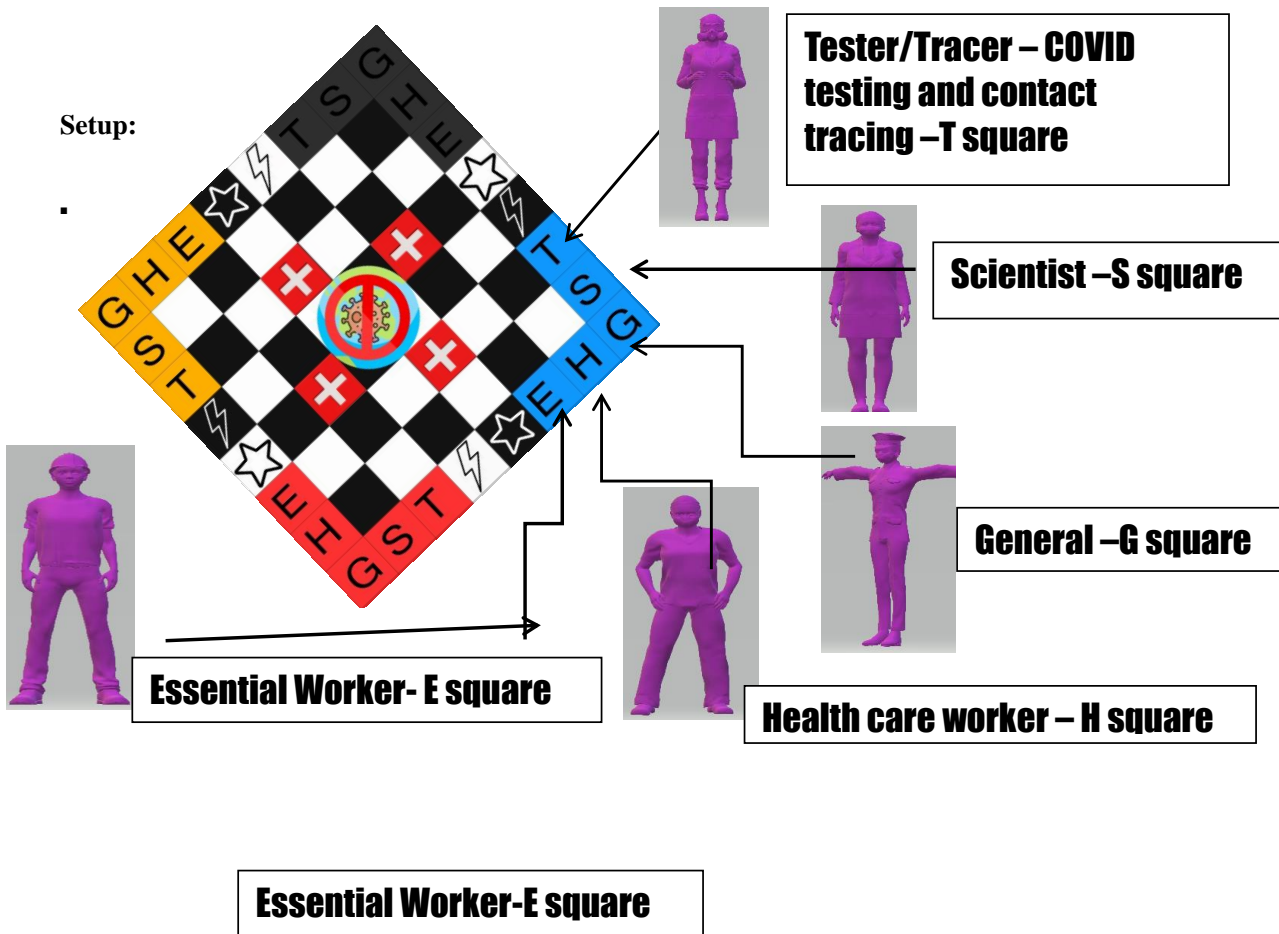 Setup:
.
Tester/Tracer – COVID
testing and contact
tracing –T square
Scientist –S square
General –G square
Health care worker – H square
Essential Worker- E square
Essential Worker-E square
G
S
H
T
E
E
H
G
S
T
T
S
G
H
E
E
H
T
S
G